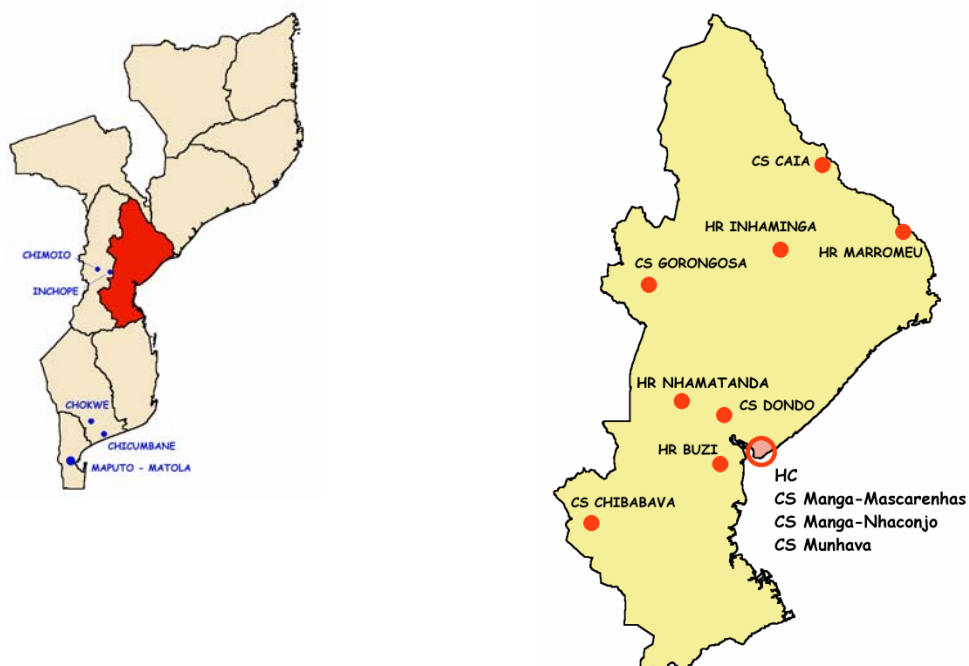 CHIMOIO
INCHOPE
CHOKWE
CHICUMBANE
MAPUTO - MATOLA
CS CAIA
HR INHAMINGA
HR MARROMEU
CS GORONGOSA
HR NHAMATANDA
CS DONDO
HR BUZI
HC
CS Manga-Mascarenhas
CS CHIBABAVA
CS Manga-Nhaconjo
CS Munhava